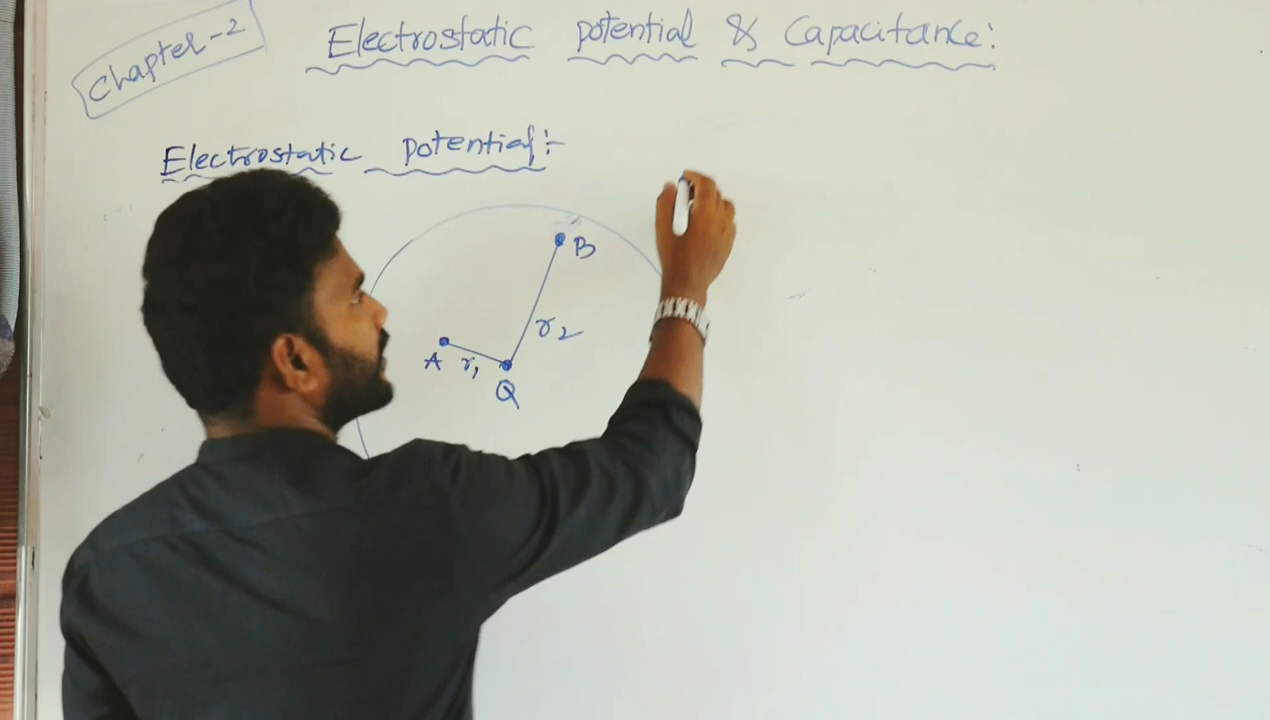 Chapter-2
Electrostatic potential & Capacitance:
Electrostatic potential:-
B
r2
A r1
Q